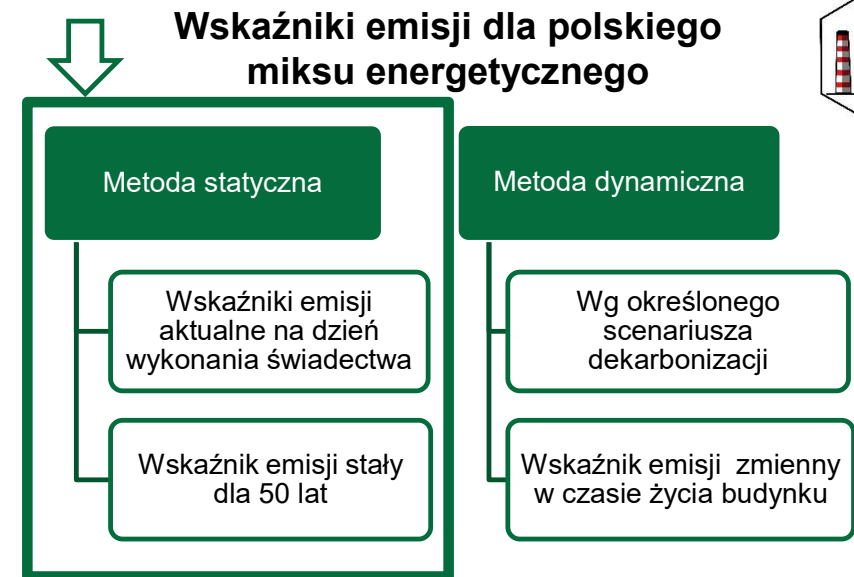 Wskaźniki emisji dla polskiego
miksu energetycznego
Metoda statyczna
Wskaźniki emisji
aktualne na dzień
wykonania świadectwa
Wskaźnik emisji stały
dla 50 lat
Metoda dynamiczna
Wg określonego
scenariusza
dekarbonizacji
Wskaźnik emisji zmienny
w czasie życia budynku